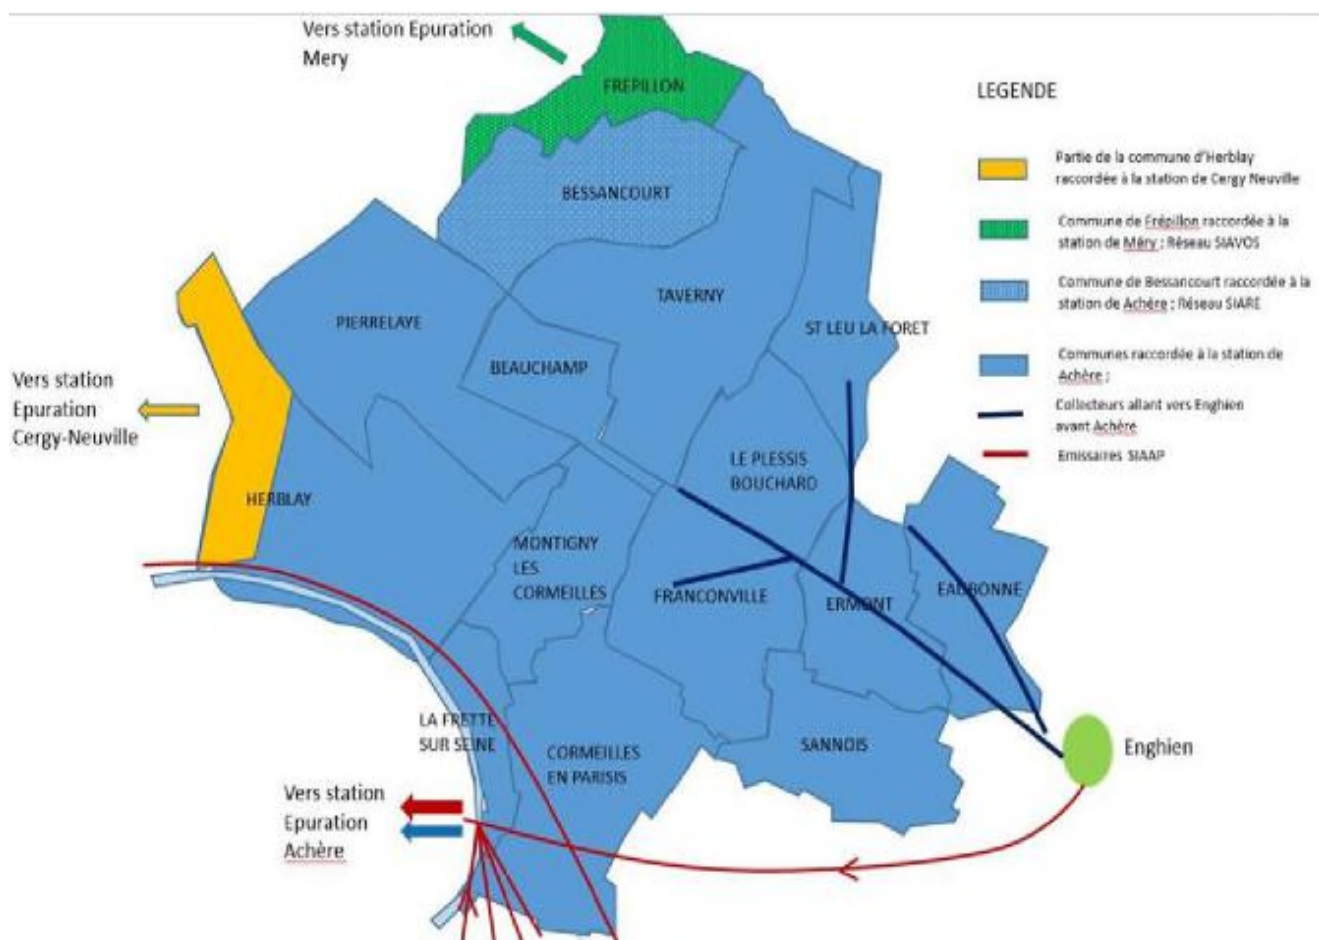 Vers station Epuration
Mery
FREPILLON
LEGENDE
Partie de la commune d'Herblay
raccordée à la station de Cergy Neuville
BESSANCOURT
Commune de Frépillon raccordée à la
station de Méry ; Réseau SIAVOS
Commune de Bessancourt raccordée à la
station de Achère ; Réseau SIARE
TAVERNY
PIERRELAYE
ST LEU LA FORET
BEAUCHAMP
Communes raccordée à la station de
Achère ;
Vers station
Epuration
Cergy-Neuville
Collecteurs allant vers Enghien
avant Achère
Emissaires SIAAP
LE PLESSIS
BOUCHARD
HERBLAY
MONTIGNY
LES
CORMEILLES
FRANCONVILLE
ERMONT
EAUBONNE
LA FRETTE
SUR SEINE
CORMEILLES
EN PARISIS
SANNOIS
Enghien
Vers station
Epuration
Achère